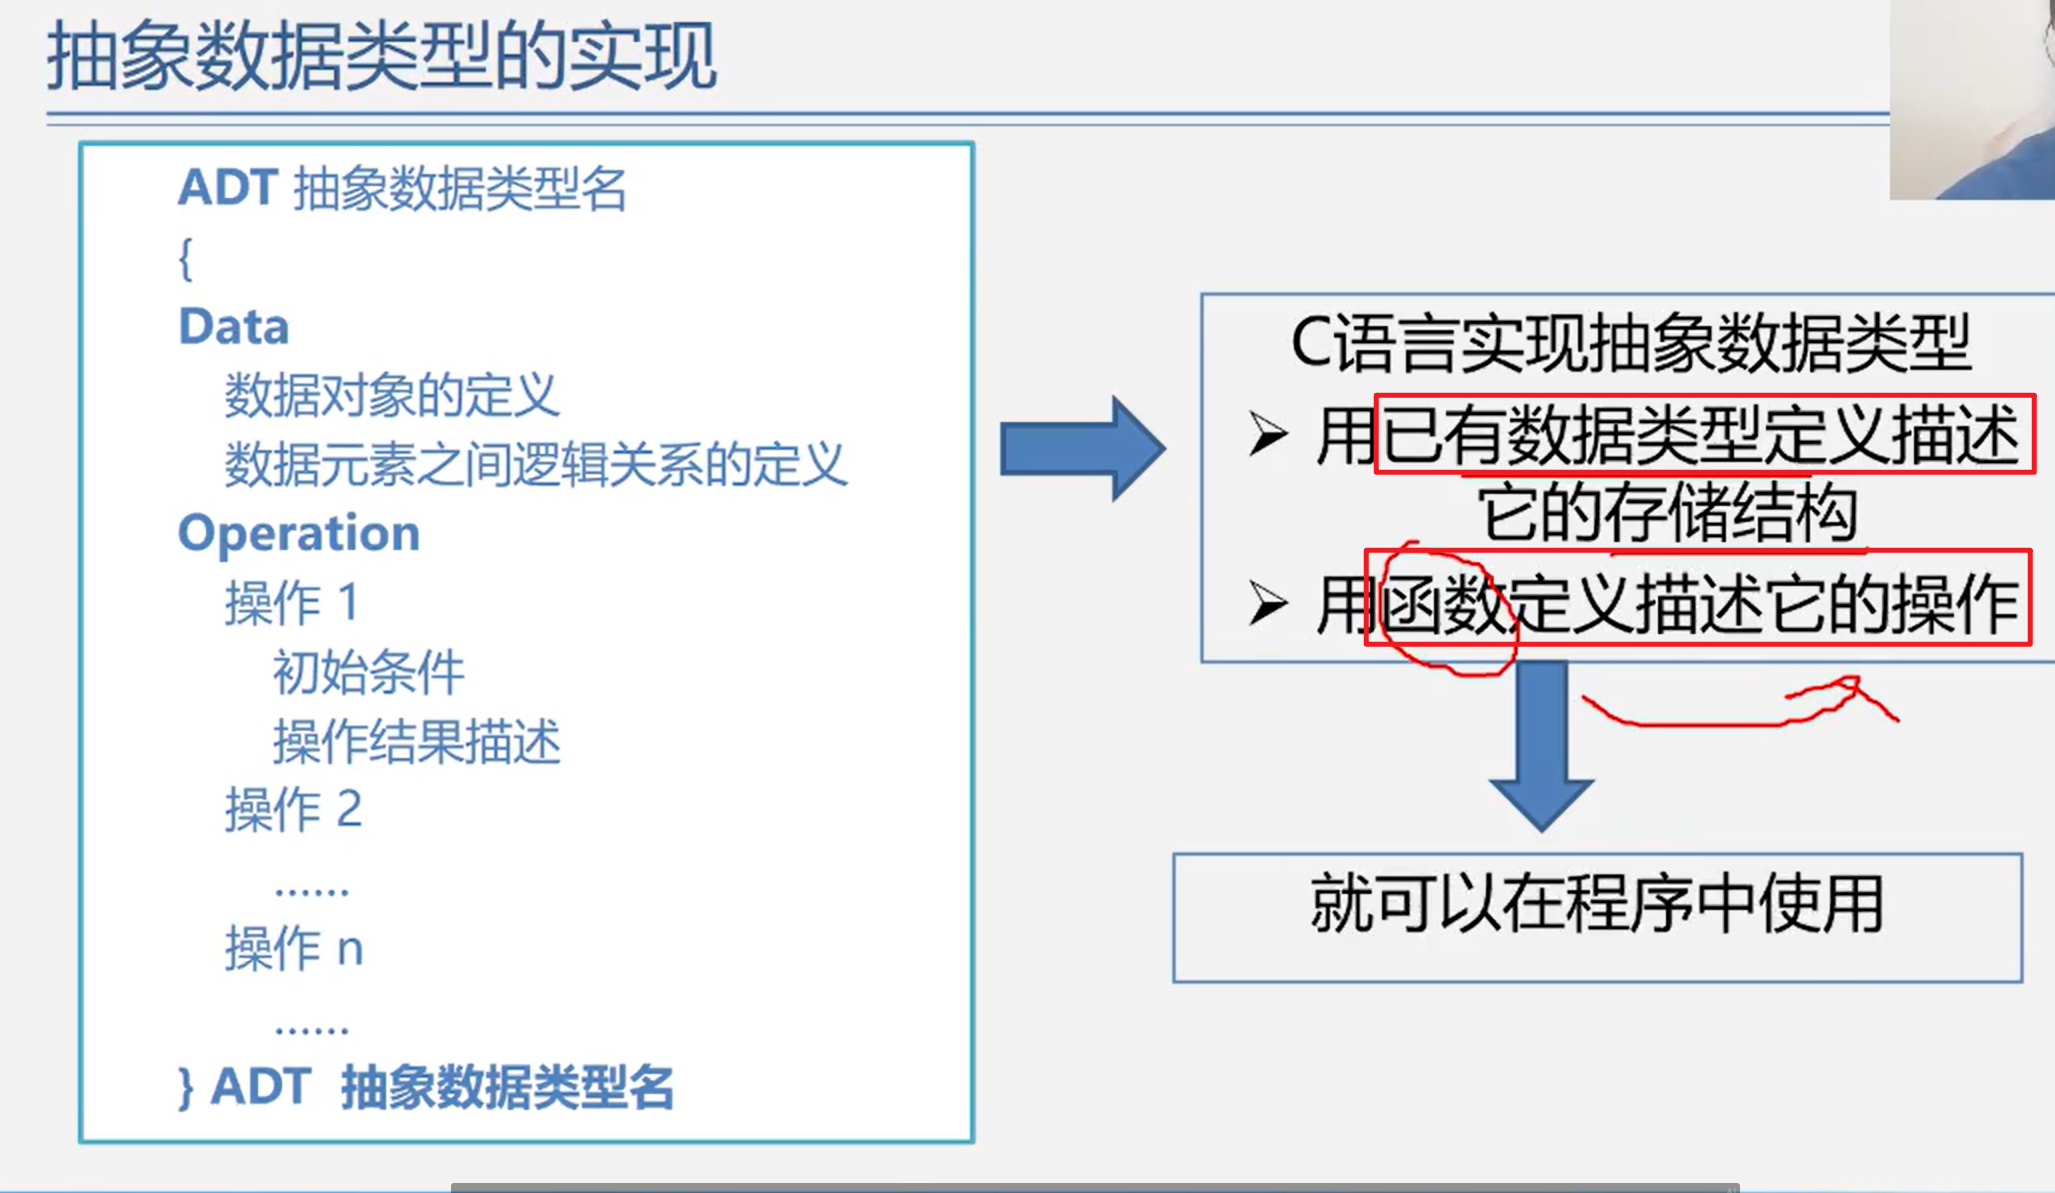 抽象数据类型的实现
ADT 抽象数据类型名
{
Data
数据对象的定义
数据元素之间逻辑关系的定义
Operation
操作 1
初始条件
操作结果描述
操作 2
......
操作 n
......
} ADT 抽象数据类型名
C语言实现抽象数据类型
➢ 用已有数据类型定义描述
它的存储结构
➢ 用函数定义描述它的操作
就可以在程序中使用